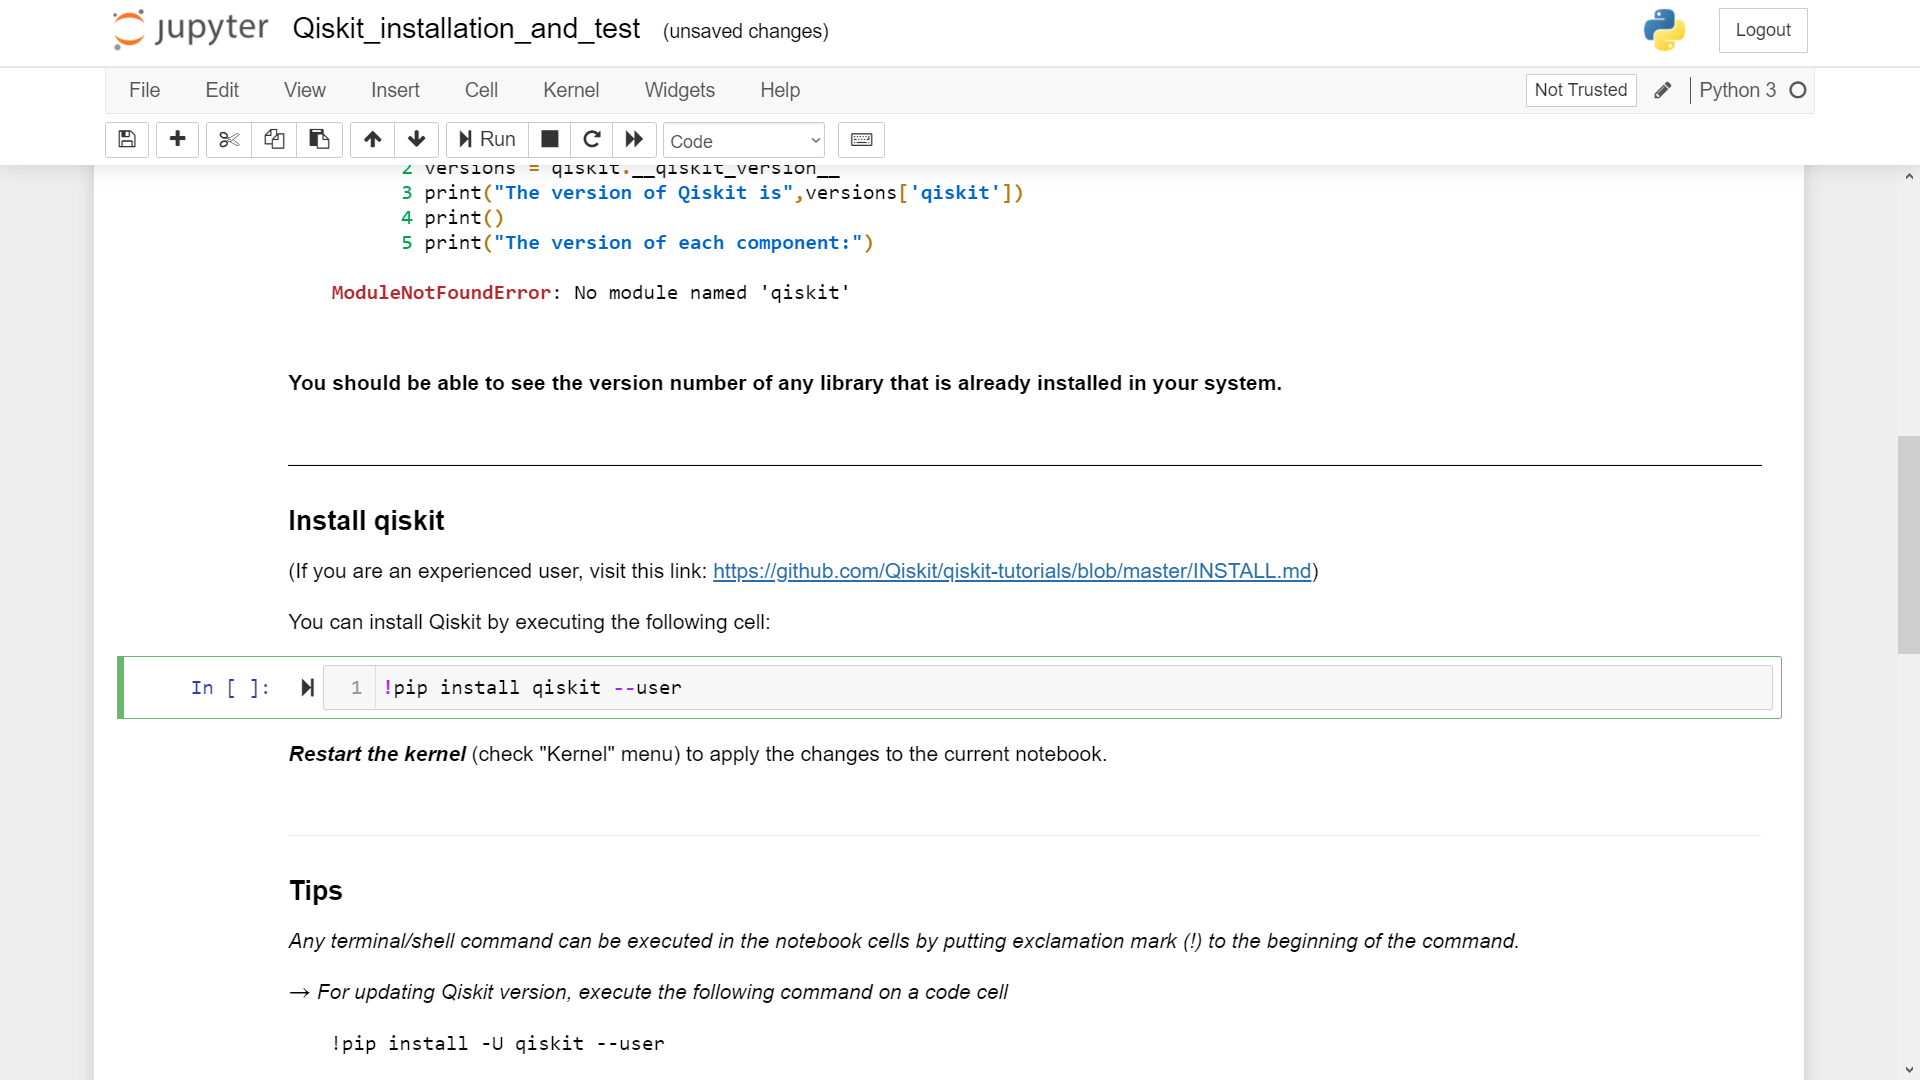 jupyter Qiskit_installation_and_test (unsaved changes) Logout
File Edit View Insert Cell Kernel Widgets Help Not Trusted Python 3
Run Code
2 versions = qiskit.__qiskit_version__
3 print("The version of Qiskit is",versions['qiskit'])
4 print()
5 print("The version of each component:")
ModuleNotFoundError: No module named 'qiskit'
You should be able to see the version number of any library that is already installed in your system.
Install qiskit
(If you are an experienced user, visit this link: https://github.com/Qiskit/qiskit-tutorials/blob/master/INSTALL.md)
You can install Qiskit by executing the following cell:
In [ ]: 1 !pip install qiskit --user
Restart the kernel (check "Kernel" menu) to apply the changes to the current notebook.
Tips
Any terminal/shell command can be executed in the notebook cells by putting exclamation mark (!) to the beginning of the command.
→ For updating Qiskit version, execute the following command on a code cell
!pip install -U qiskit --user